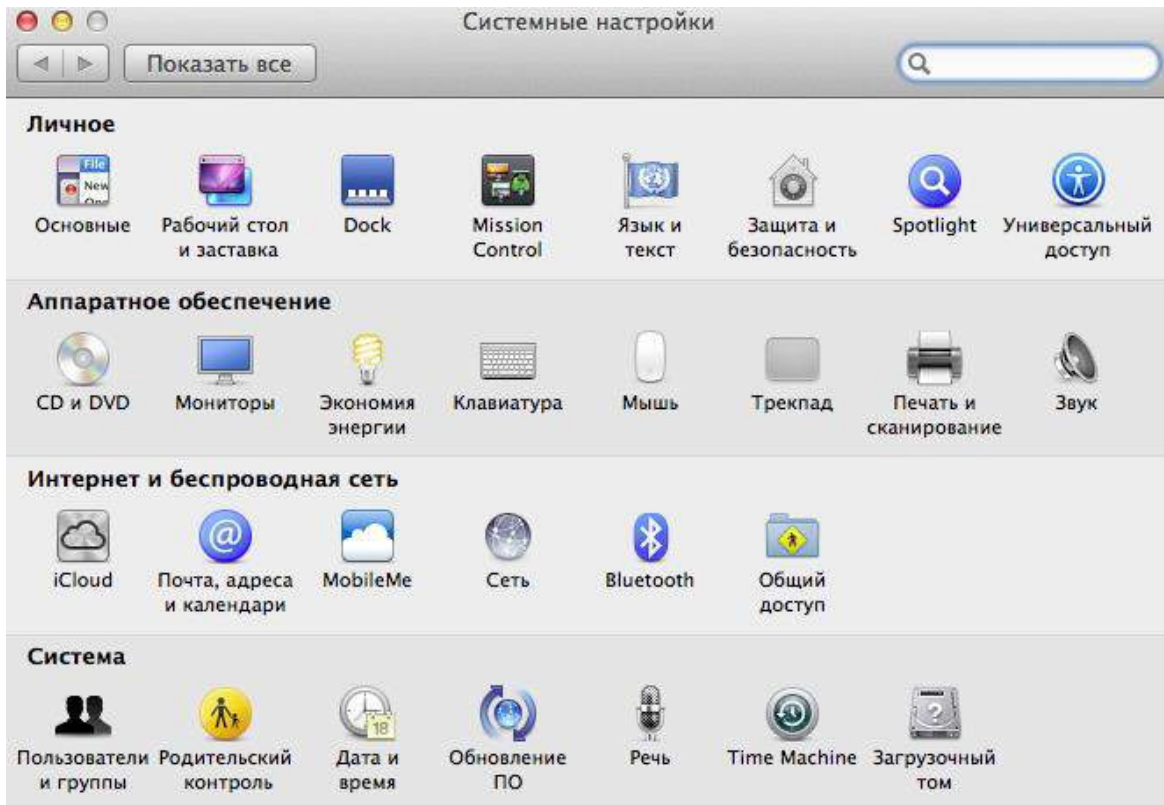 Системные настройки
Показать все
Личное
File
New
Основные
Рабочий стол
и заставка
Dock
Mission
Control
Язык и
текст
Защита и
безопасность
Spotlight
Универсальный
доступ
Аппаратное обеспечение
CD и DVD
Мониторы
Экономия
энергии
Клавиатура
Мышь
Трекпад
Печать и
сканирование
Звук
Интернет и беспроводная сеть
@
iCloud
Почта, адреса
и календари
MobileMe
Сеть
Bluetooth
Общий
доступ
Система
18
?
Пользователи
и группы
Родительский
контроль
Дата и
время
Обновление
ПО
Речь
Time Machine
Загрузочный
том